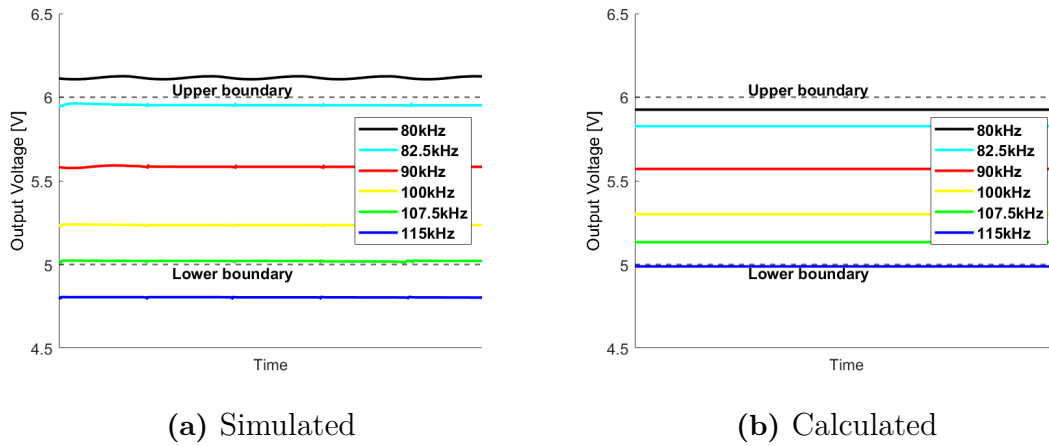 6.5
6
5.5
5
4.5
Output Voltage [V]
Upper boundary
80kHz
82.5kHz
90kHz
100kHz
107.5kHz
115kHz
Lower boundary
Time
(a) Simulated
6.5
6
5.5
5
4.5
Output Voltage [V]
Upper boundary
80kHz
82.5kHz
90kHz
100kHz
107.5kHz
115kHz
Lower boundary
Time
(b) Calculated